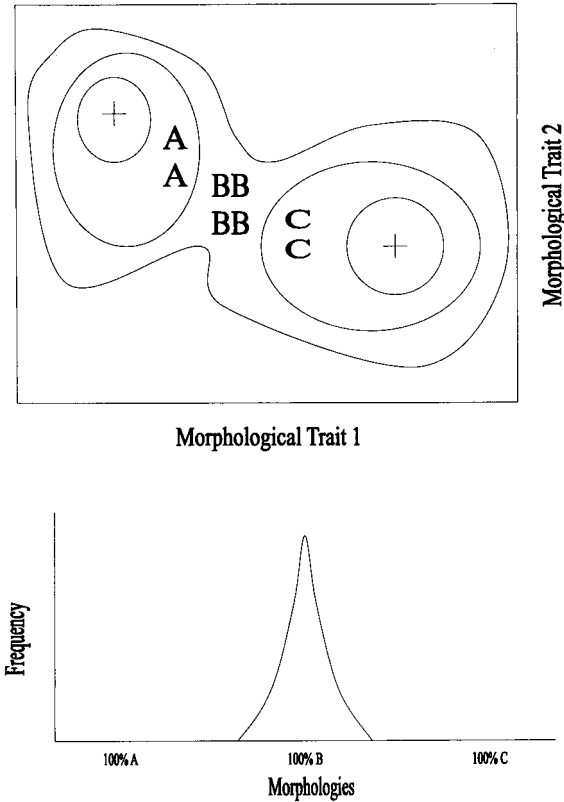 A
A
BB
BB
C
C
Morphological Trait 2
Morphological Trait 1
Frequency
100% A 100% B 100% C
Morphologies